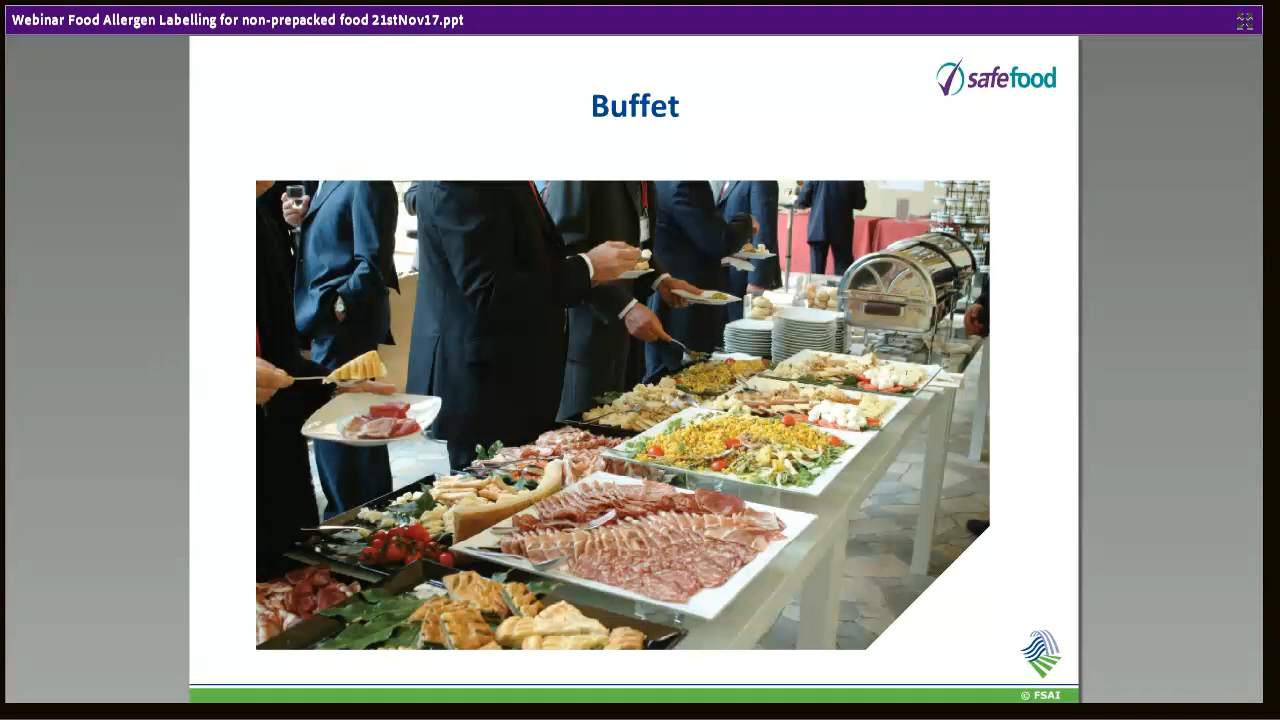 Webinar Food Allergen Labelling for non-prepacked food 21stNov17.ppt
safefood
Buffet
© FSAI